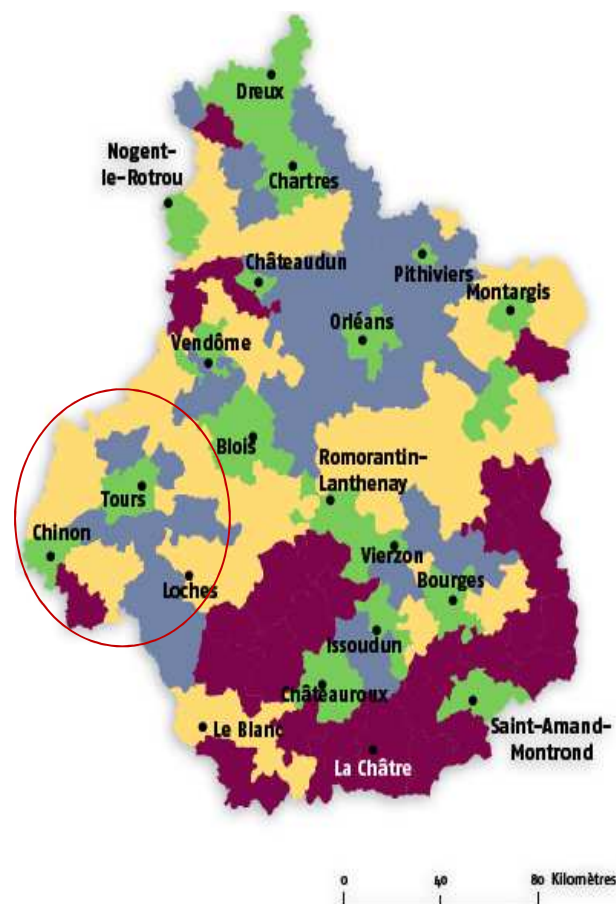 Dreux
Nogent-
le-Rotrou
Chartres
Châteaudun
Pithiviers
Montargis
Orléans
Vendôme
Blois
Romorantin-
Lanthenay
Tours
Chinon
Vierzon
Loches
Bourges
Issoudun
Châteauroux
Le Blanc
Saint-Amand-
Montrond
La Châtre
0 40 80 Kilomètres